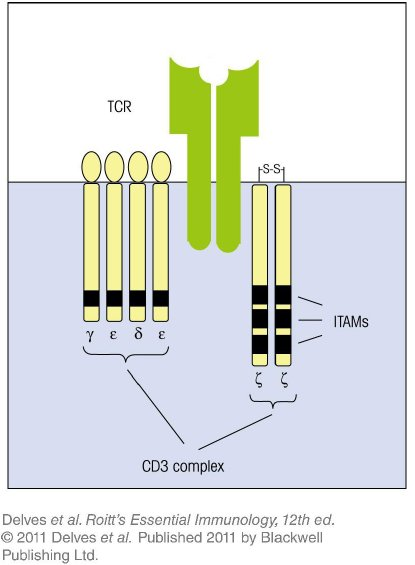 TCR
S-S
ITAMs
γ ε δ ε
ζ ζ
CD3 complex
Delves et al. Roitt's Essential Immunology, 12th ed.
© 2011 Delves et al. Published 2011 by Blackwell
Publishing Ltd.